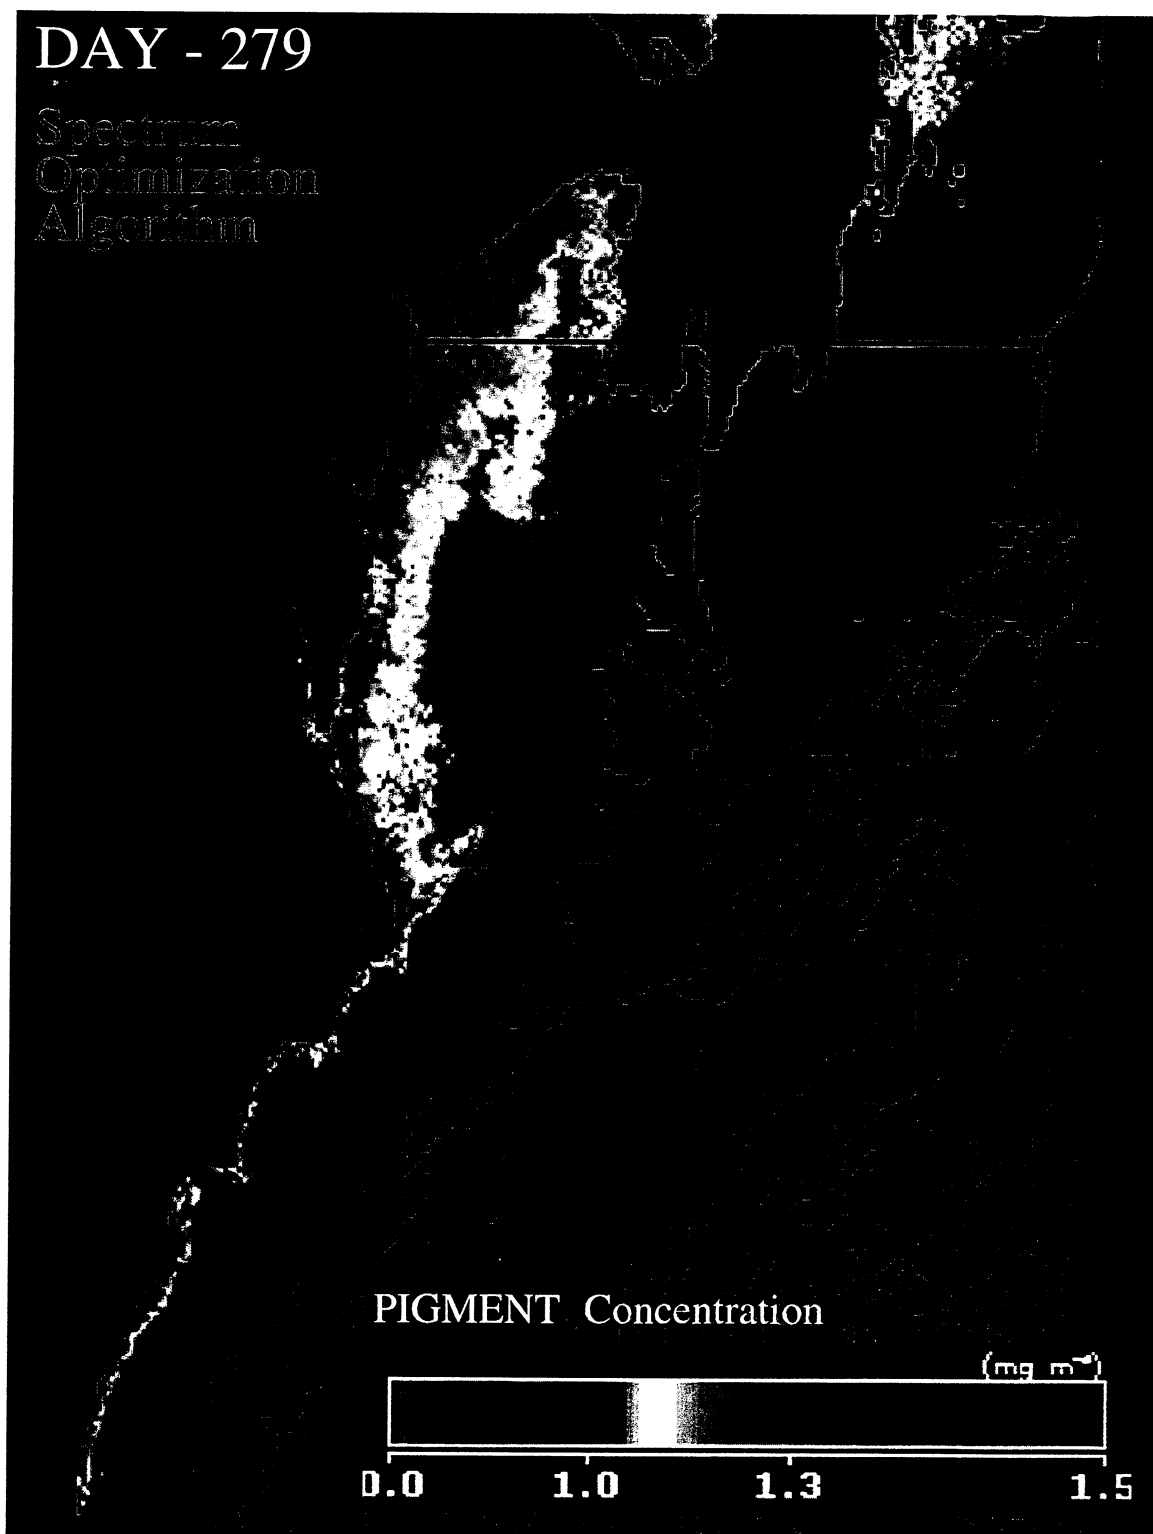 DAY - 279
Spectrum
Optimization
Algorithm
PIGMENT Concentration
(mg m⁻³)
0.0 1.0 1.3 1.5